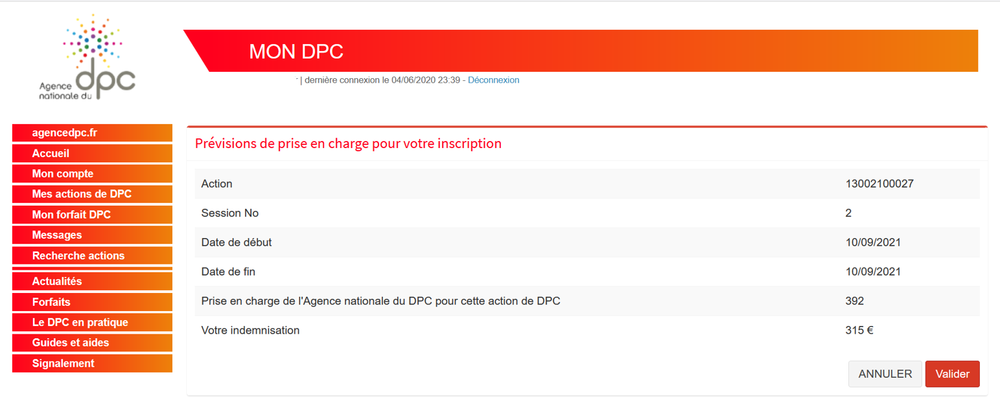 Agence
nationale du
dpc
MON DPC
- | dernière connexion le 04/06/2020 23:39 - Déconnexion
agencedpc.fr
Accueil
Mon compte
Mes actions de DPC
Mon forfait DPC
Messages
Recherche actions
Actualités
Forfaits
Le DPC en pratique
Guides et aides
Signalement
Prévisions de prise en charge pour votre inscription
Action 13002100027
Session No 2
Date de début 10/09/2021
Date de fin 10/09/2021
Prise en charge de l'Agence nationale du DPC pour cette action de DPC 392
Votre indemnisation 315 €
ANNULER Valider